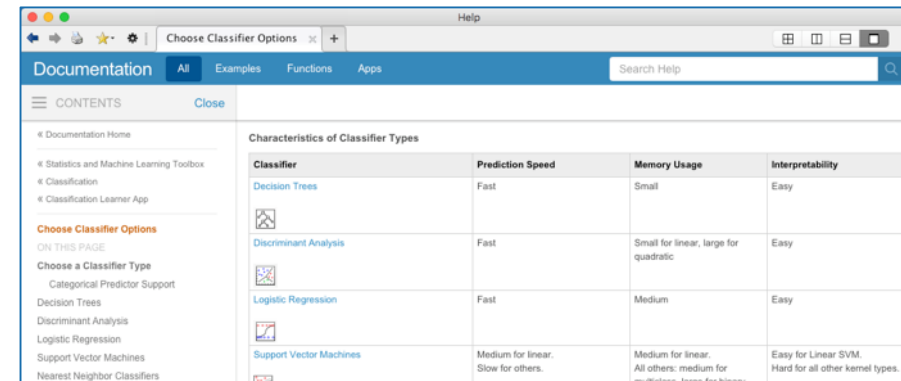 Help
Choose Classifier Options
Documentation All Examples Functions Apps Search Help
CONTENTS Close
« Documentation Home
« Statistics and Machine Learning Toolbox
« Classification
« Classification Learner App
Choose Classifier Options
ON THIS PAGE
Choose a Classifier Type
Categorical Predictor Support
Decision Trees
Discriminant Analysis
Logistic Regression
Support Vector Machines
Nearest Neighbor Classifiers
Characteristics of Classifier Types
Classifier Prediction Speed Memory Usage Interpretability
Decision Trees Fast Small Easy
Discriminant Analysis Fast Small for linear, large for
quadratic Easy
Logistic Regression Fast Medium Easy
Support Vector Machines Medium for linear.
Slow for others. Medium for linear.
All others: medium for
multiclass, large for binary. Easy for Linear SVM.
Hard for all other kernel types.